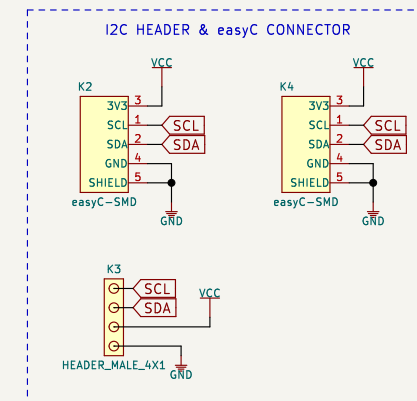 I2C HEADER & easyC CONNECTOR
VCC
K2
3V3 3
SCL 1 SCL
SDA 2 SDA
GND 4
SHIELD 5
easyC-SMD
GND
VCC
K4
3V3 3
SCL 1 SCL
SDA 2 SDA
GND 4
SHIELD 5
easyC-SMD
GND
K3
SCL
SDA
VCC
HEADER_MALE_4X1
GND